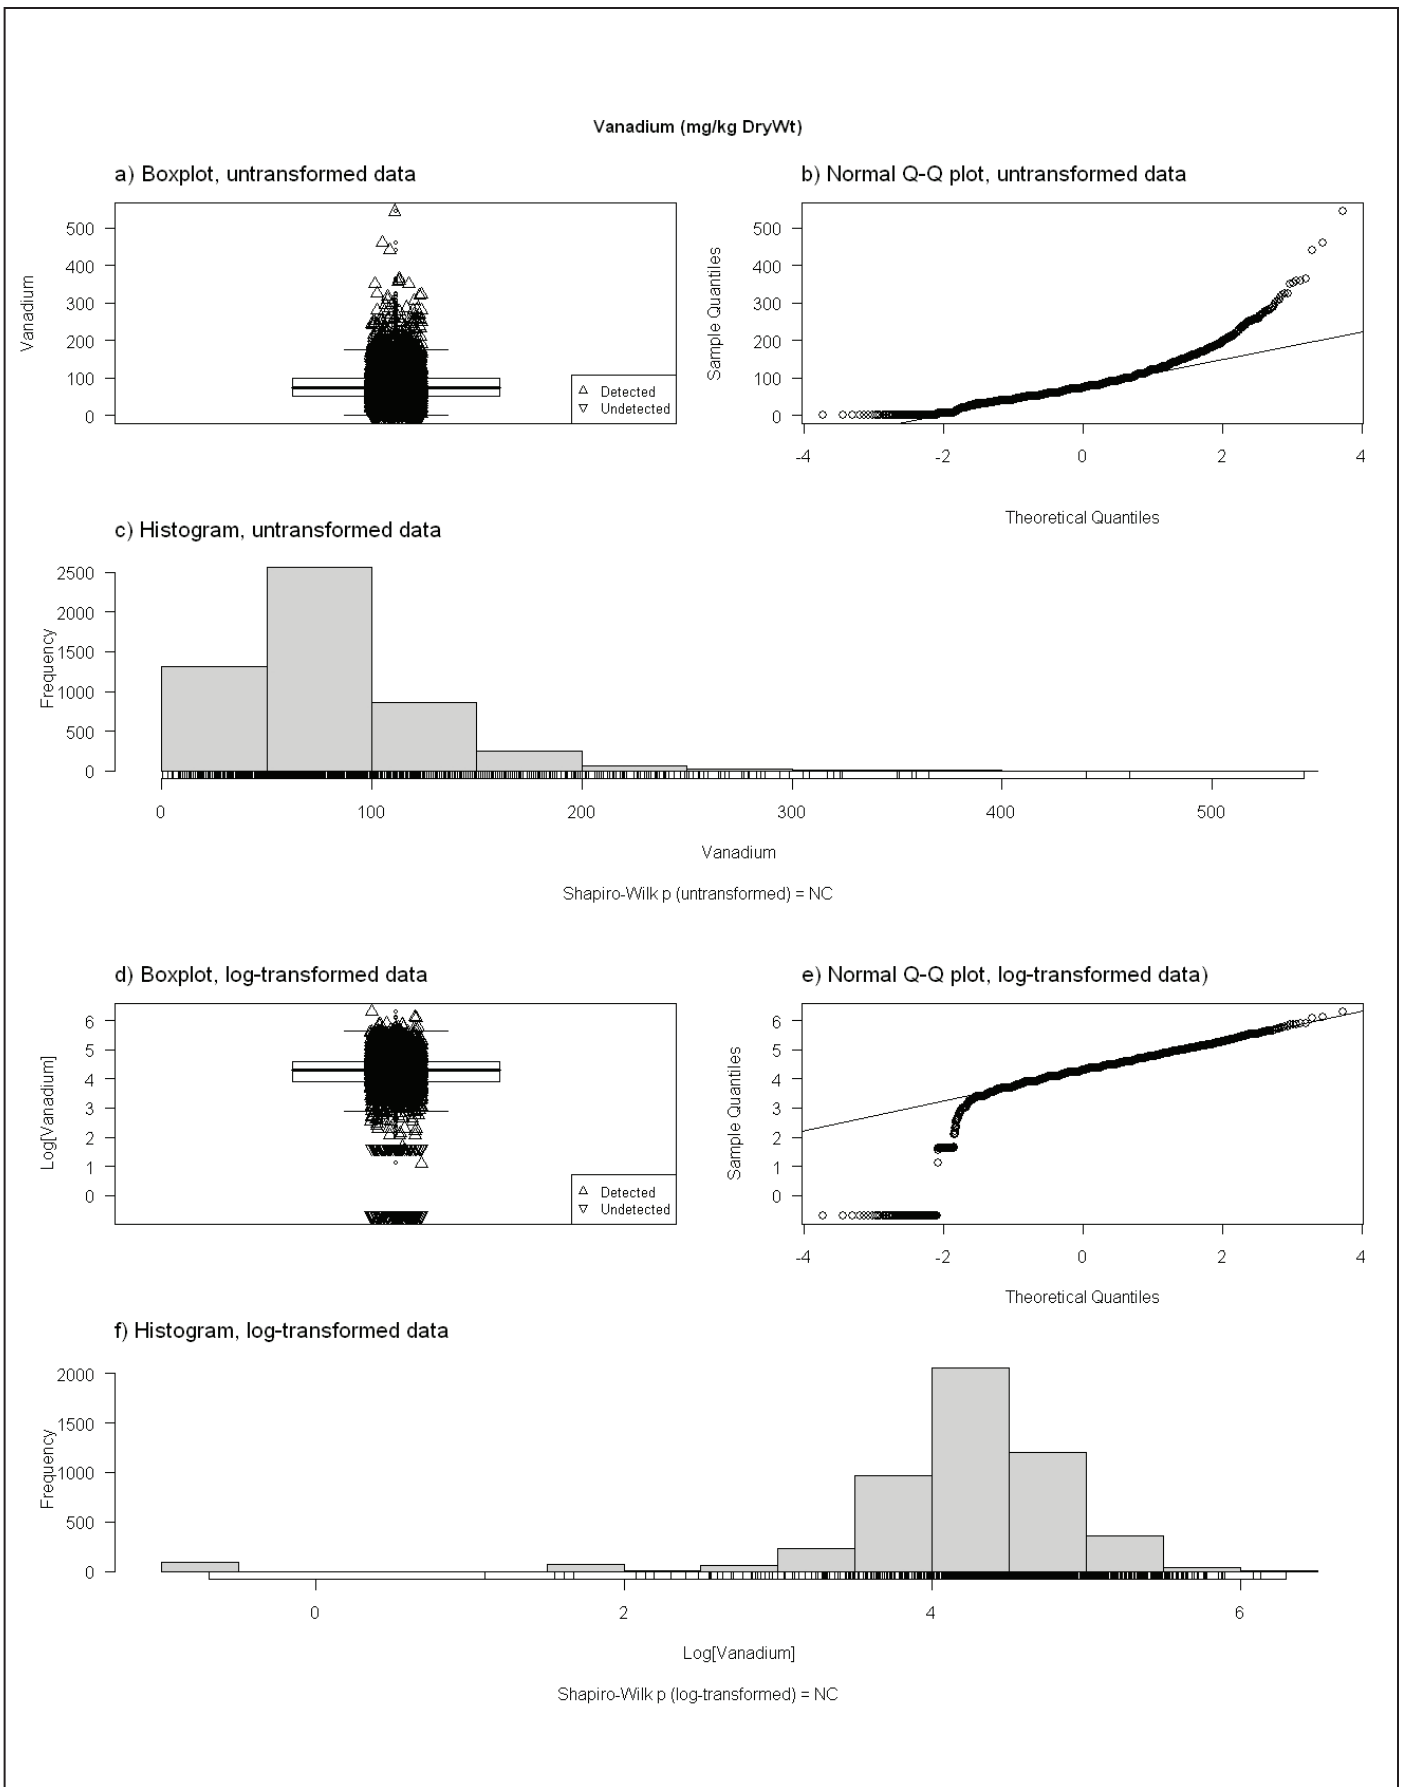 Vanadium (mg/kg DryWt)
a) Boxplot, untransformed data
Vanadium
500
400
300
200
100
0
Detected
Undetected
b) Normal Q-Q plot, untransformed data
Sample Quantiles
500
400
300
200
100
0
-4 -2 0 2 4
Theoretical Quantiles
c) Histogram, untransformed data
Frequency
2500
2000
1500
1000
500
0
0 100 200 300 400 500
Vanadium
Shapiro-Wilk p (untransformed) = NC
d) Boxplot, log-transformed data
Log[Vanadium]
6
5
4
3
2
1
0
Detected
Undetected
e) Normal Q-Q plot, log-transformed data)
Sample Quantiles
6
5
4
3
2
1
0
-4 -2 0 2 4
Theoretical Quantiles
f) Histogram, log-transformed data
Frequency
2000
1500
1000
500
0
0 2 4 6
Log[Vanadium]
Shapiro-Wilk p (log-transformed) = NC